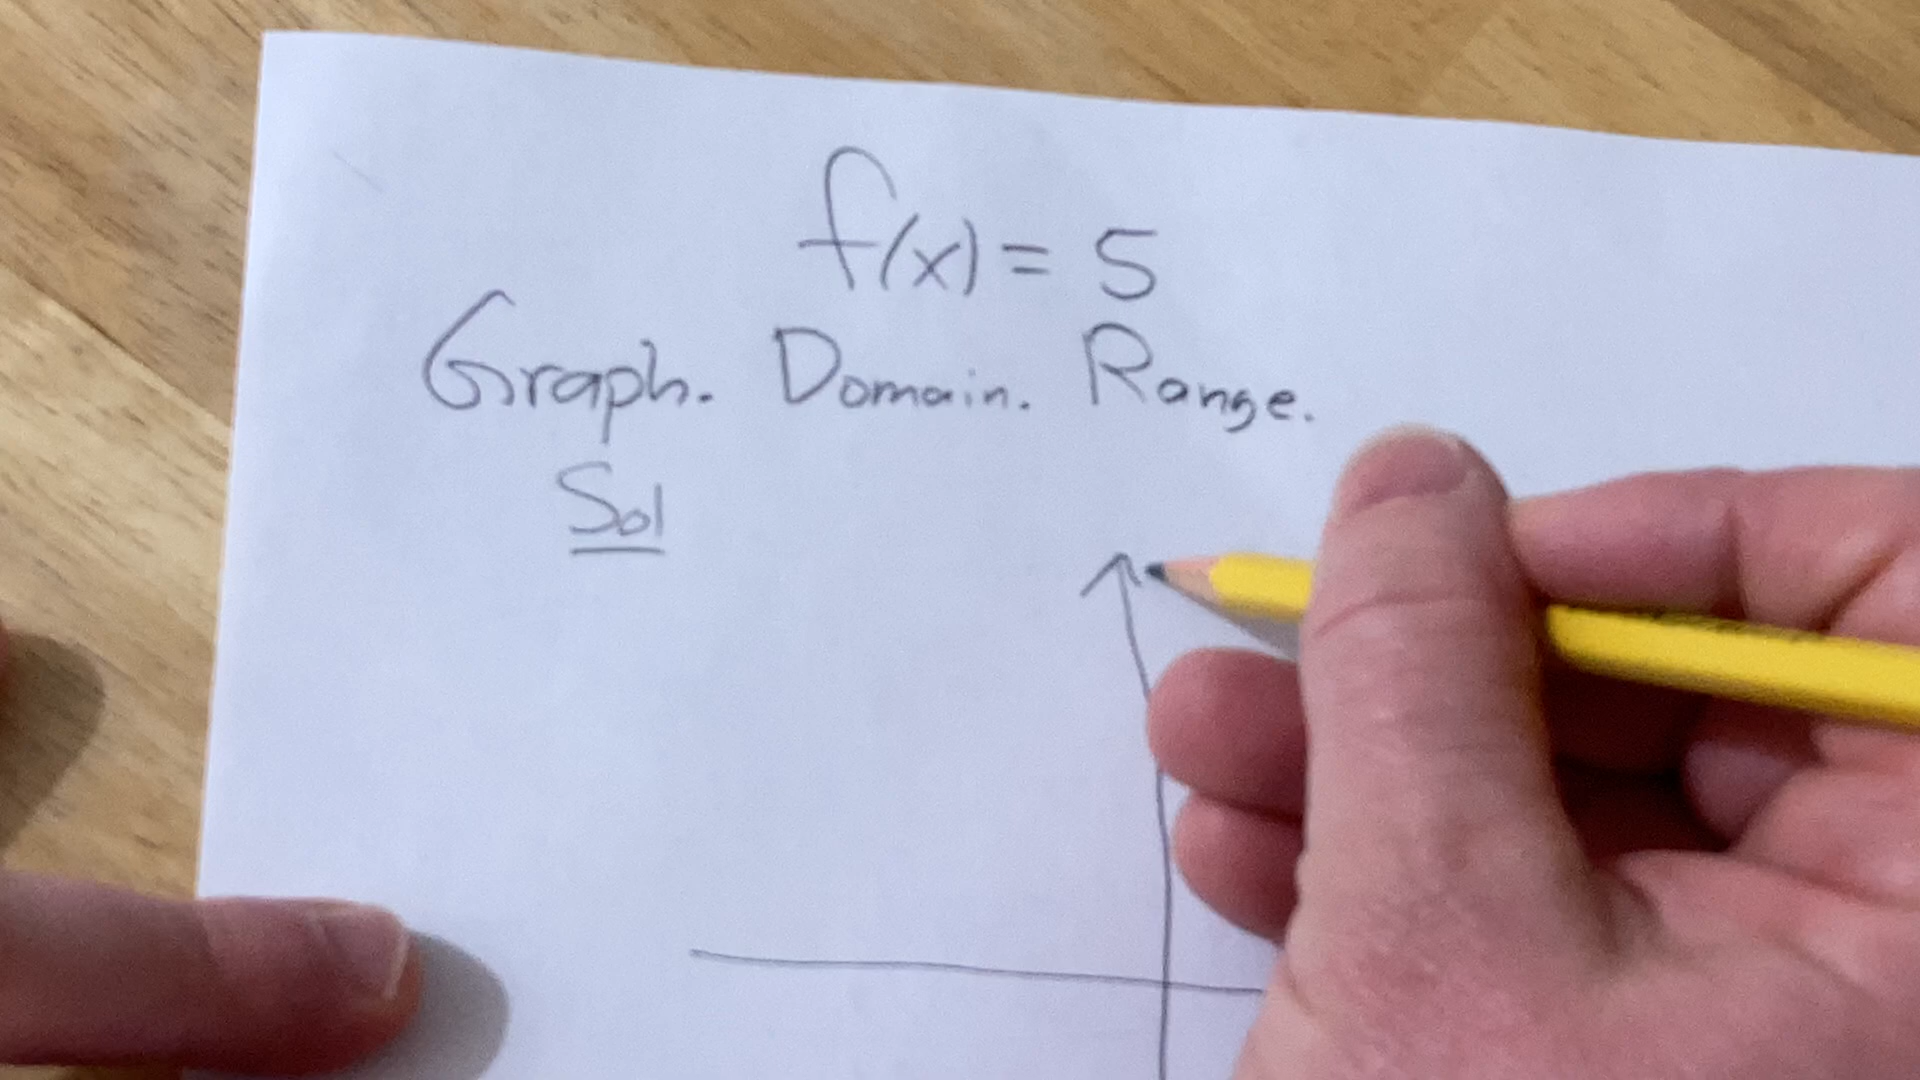 f(x) = 5
Graph. Domain. Range.
Sol